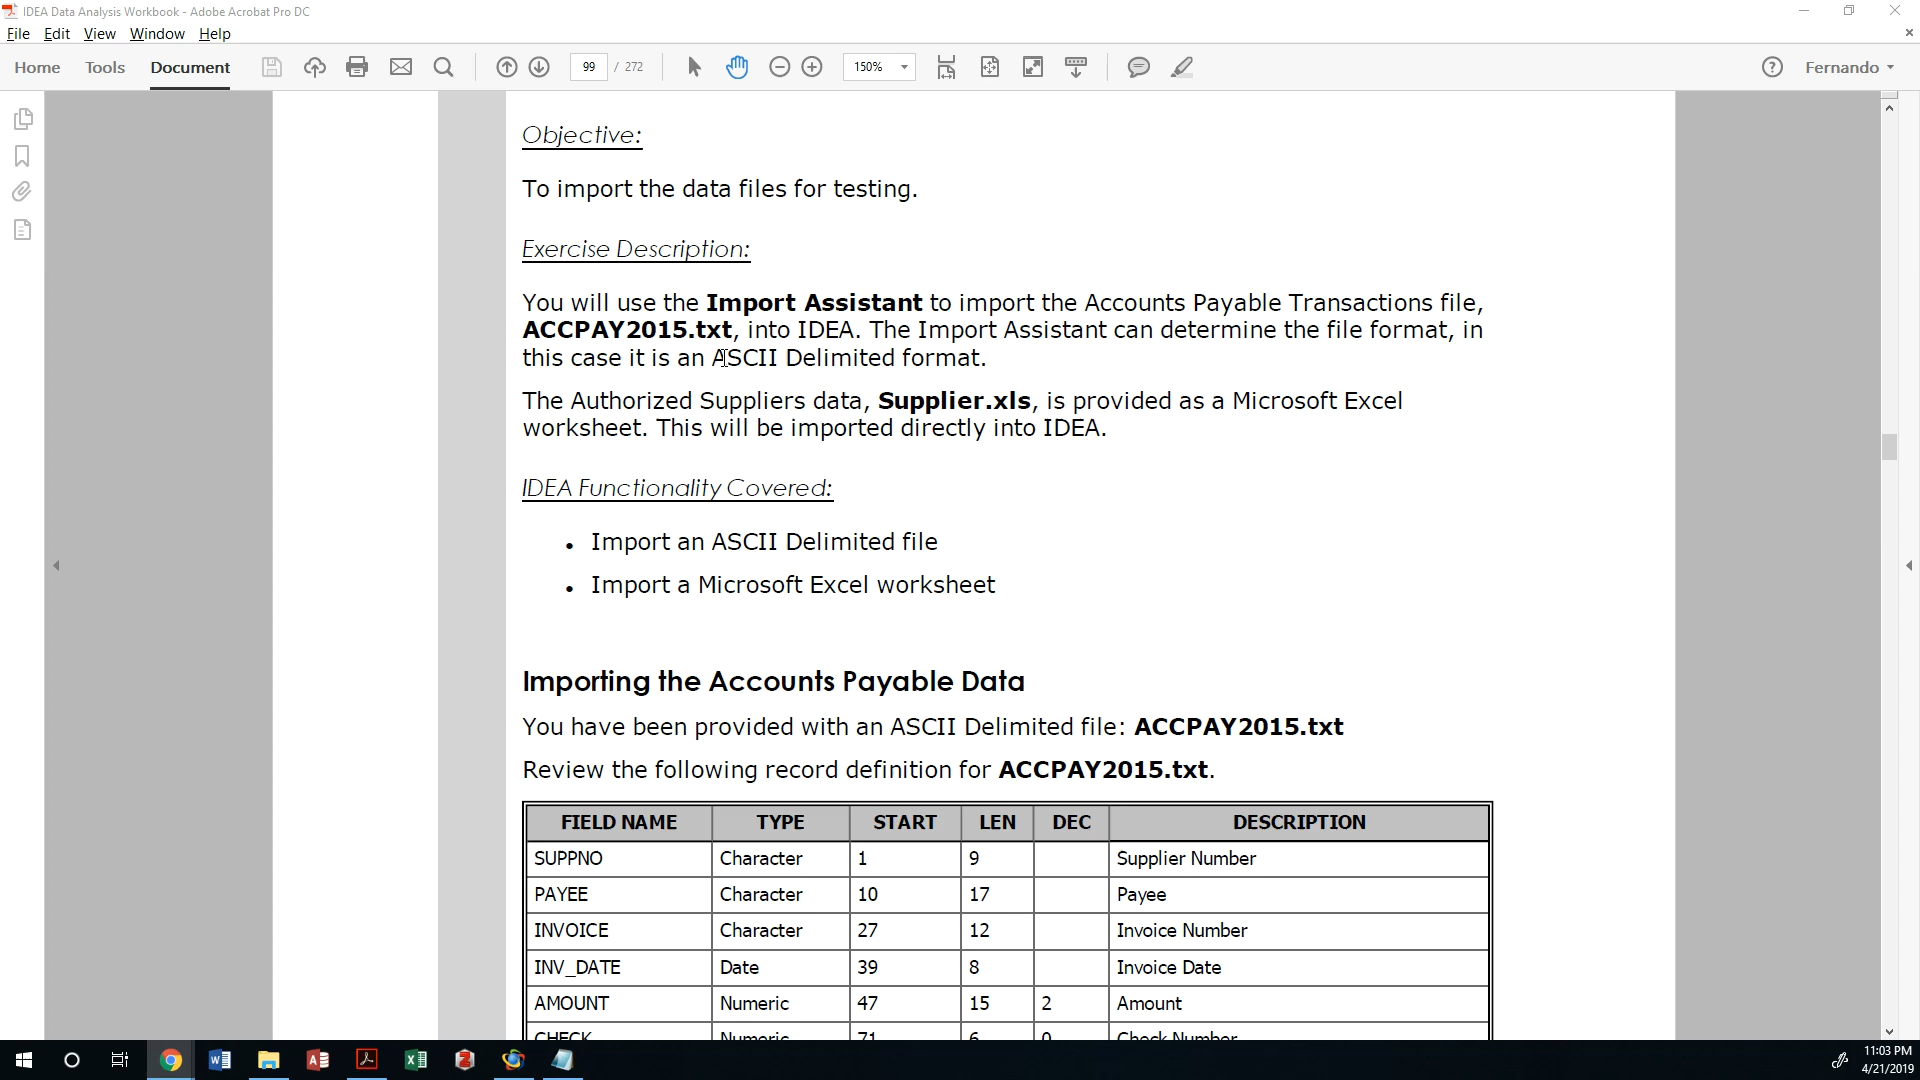 IDEA Data Analysis Workbook - Adobe Acrobat Pro DC
File Edit View Window Help
Home Tools Document 99 / 272 150% Fernando
Objective:
To import the data files for testing.
Exercise Description:
You will use the Import Assistant to import the Accounts Payable Transactions file,
ACCPAY2015.txt, into IDEA. The Import Assistant can determine the file format, in
this case it is an ASCII Delimited format.
The Authorized Suppliers data, Supplier.xls, is provided as a Microsoft Excel
worksheet. This will be imported directly into IDEA.
IDEA Functionality Covered:
• Import an ASCII Delimited file
• Import a Microsoft Excel worksheet
Importing the Accounts Payable Data
You have been provided with an ASCII Delimited file: ACCPAY2015.txt
Review the following record definition for ACCPAY2015.txt.
FIELD NAME TYPE START LEN DEC DESCRIPTION
SUPPNO Character 1 9 Supplier Number
PAYEE Character 10 17 Payee
INVOICE Character 27 12 Invoice Number
INV_DATE Date 39 8 Invoice Date
AMOUNT Numeric 47 15 2 Amount
CHECK Numeric 71 6 0 Check Number
11:03 PM
4/21/2019